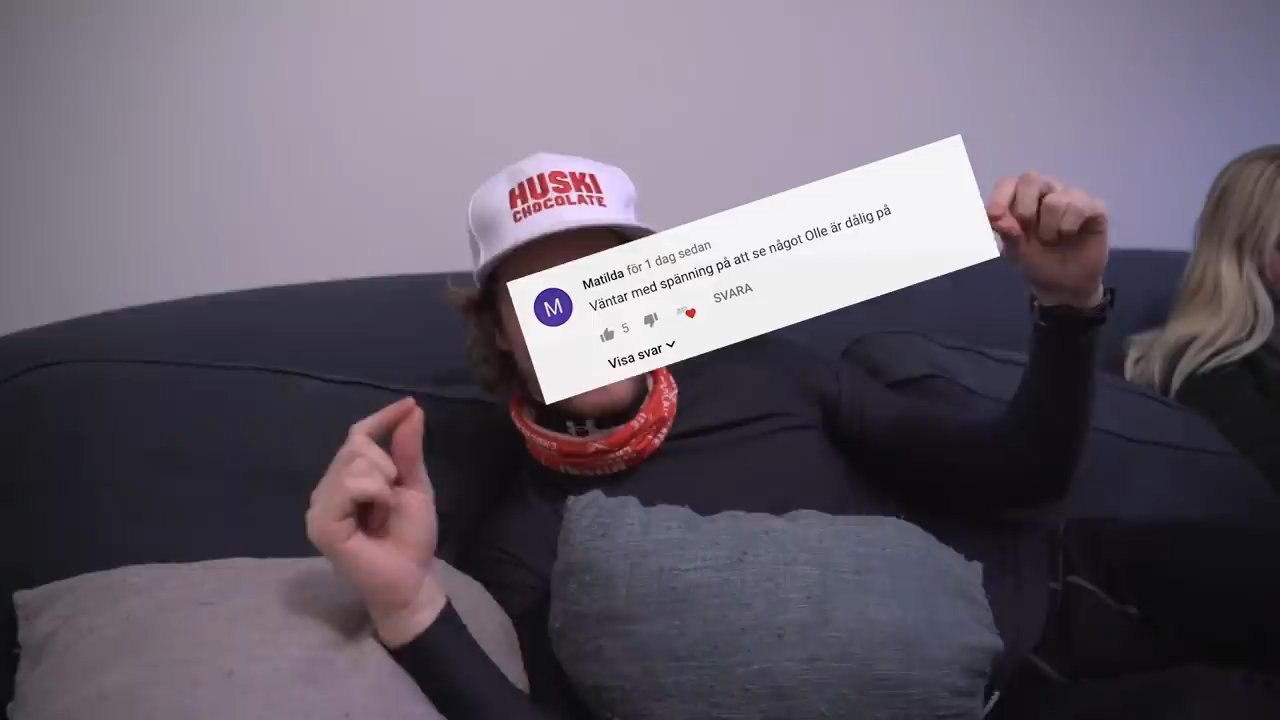 HUSKI
CHOCOLATE
Matilda för 1 dag sedan
M
Väntar med spänning på att se något Olle är dålig på
5
SVARA
Visa svar